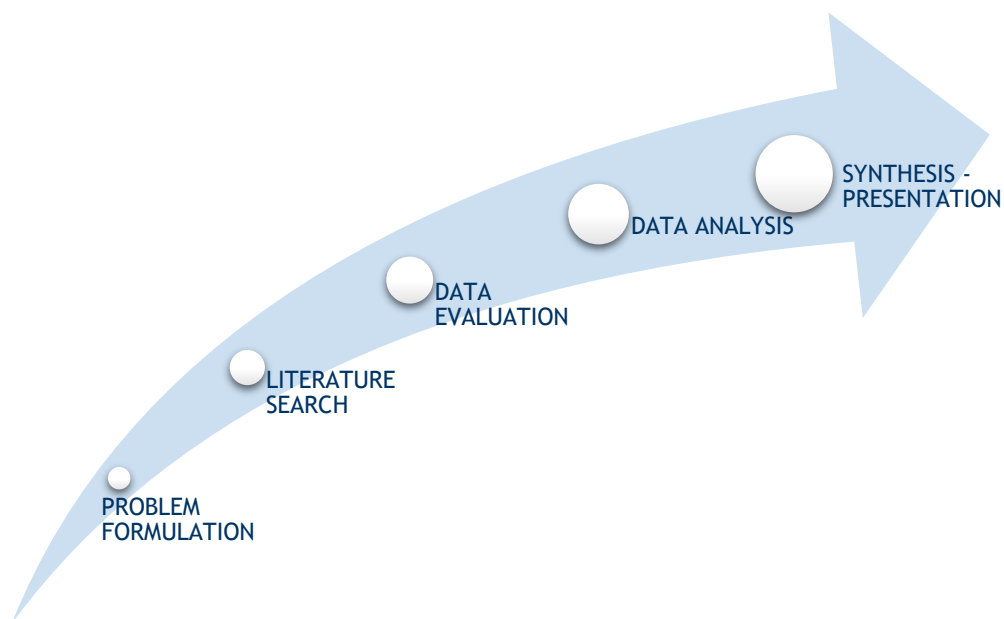 PROBLEM
FORMULATION
LITERATURE
SEARCH
DATA
EVALUATION
DATA ANALYSIS
SYNTHESIS -
PRESENTATION